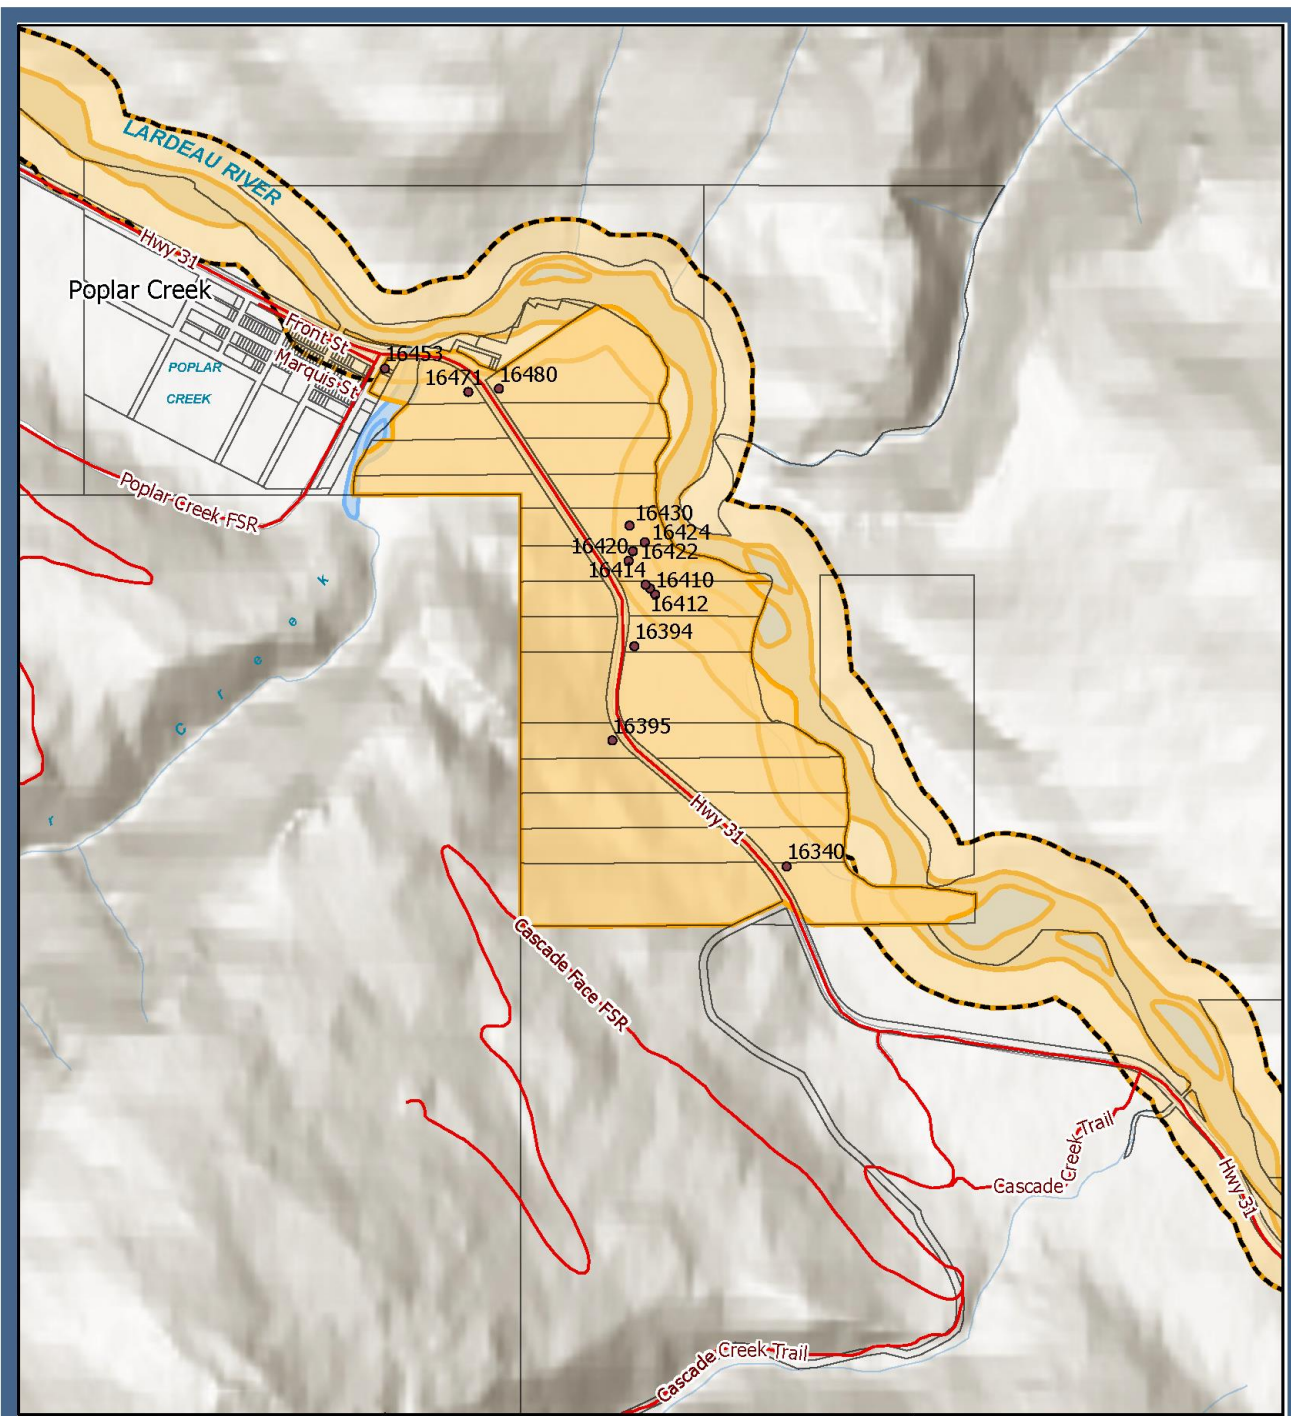 LARDEAU RIVER
Hwy 31
Poplar Creek
Front St
Marquis St
POPLAR
CREEK
16453
16471
16480
Poplar Creek FSR
16430
16424
16420
16422
16414
16410
16412
16394
16395
Hwy 31
16340
r Creek
Cascade Face FSR
Cascade Creek Trail
Hwy 31
Cascade Creek Trail